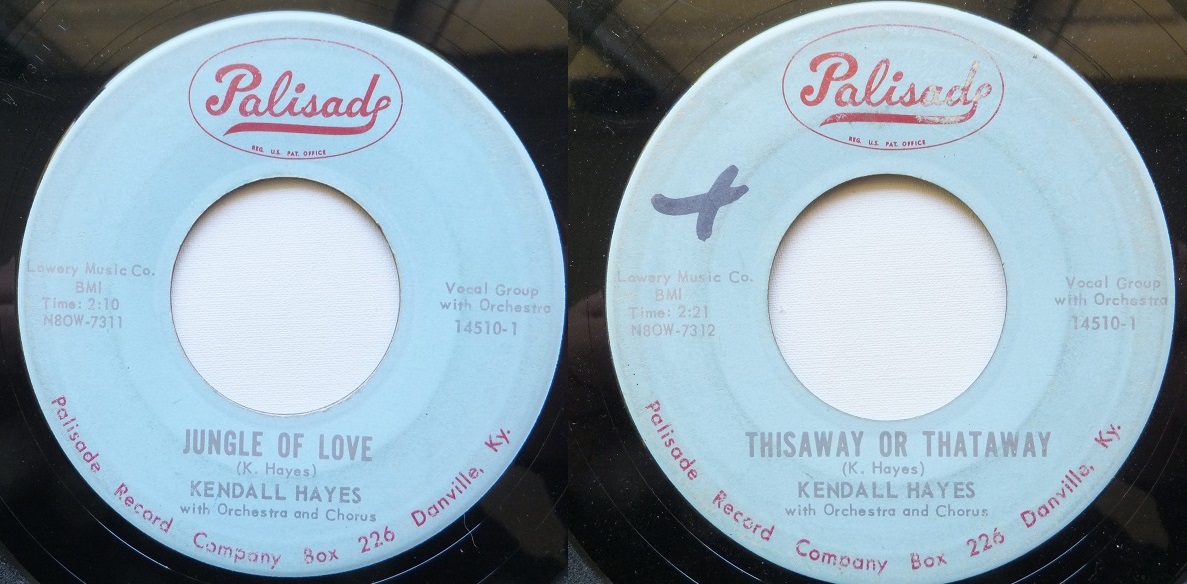 Palisade
REG. U.S. PAT. OFFICE
Lowery Music Co.
BMI
Time: 2:10
N8OW-7311
Vocal Group
with Orchestra
14510-1
JUNGLE OF LOVE
(K. Hayes)
KENDALL HAYES
with Orchestra and Chorus
Palisade Record Company Box 226 Danville, Ky.
Palisade
REG. U.S. PAT. OFFICE
Lowery Music Co.
BMI
Time: 2:21
N8OW-7312
Vocal Group
with Orchestra
14510-1
THISAWAY OR THATAWAY
(K. Hayes)
KENDALL HAYES
with Orchestra and Chorus
Palisade Record Company Box 226 Danville, Ky.